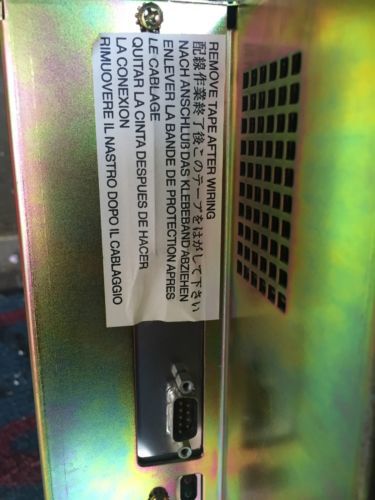 REMOVE TAPE AFTER WIRING
配線作業終了後このテープをはがして下さい
NACH ANSCHLUß DAS KLEBEBAND ABZIEHEN
ENLEVER LA BANDE DE PROTECTION APRES
LE CABLAGE
QUITAR LA CINTA DESPUES DE HACER
LA CONEXION
RIMUOVERE IL NASTRO DOPO IL CABLAGGIO